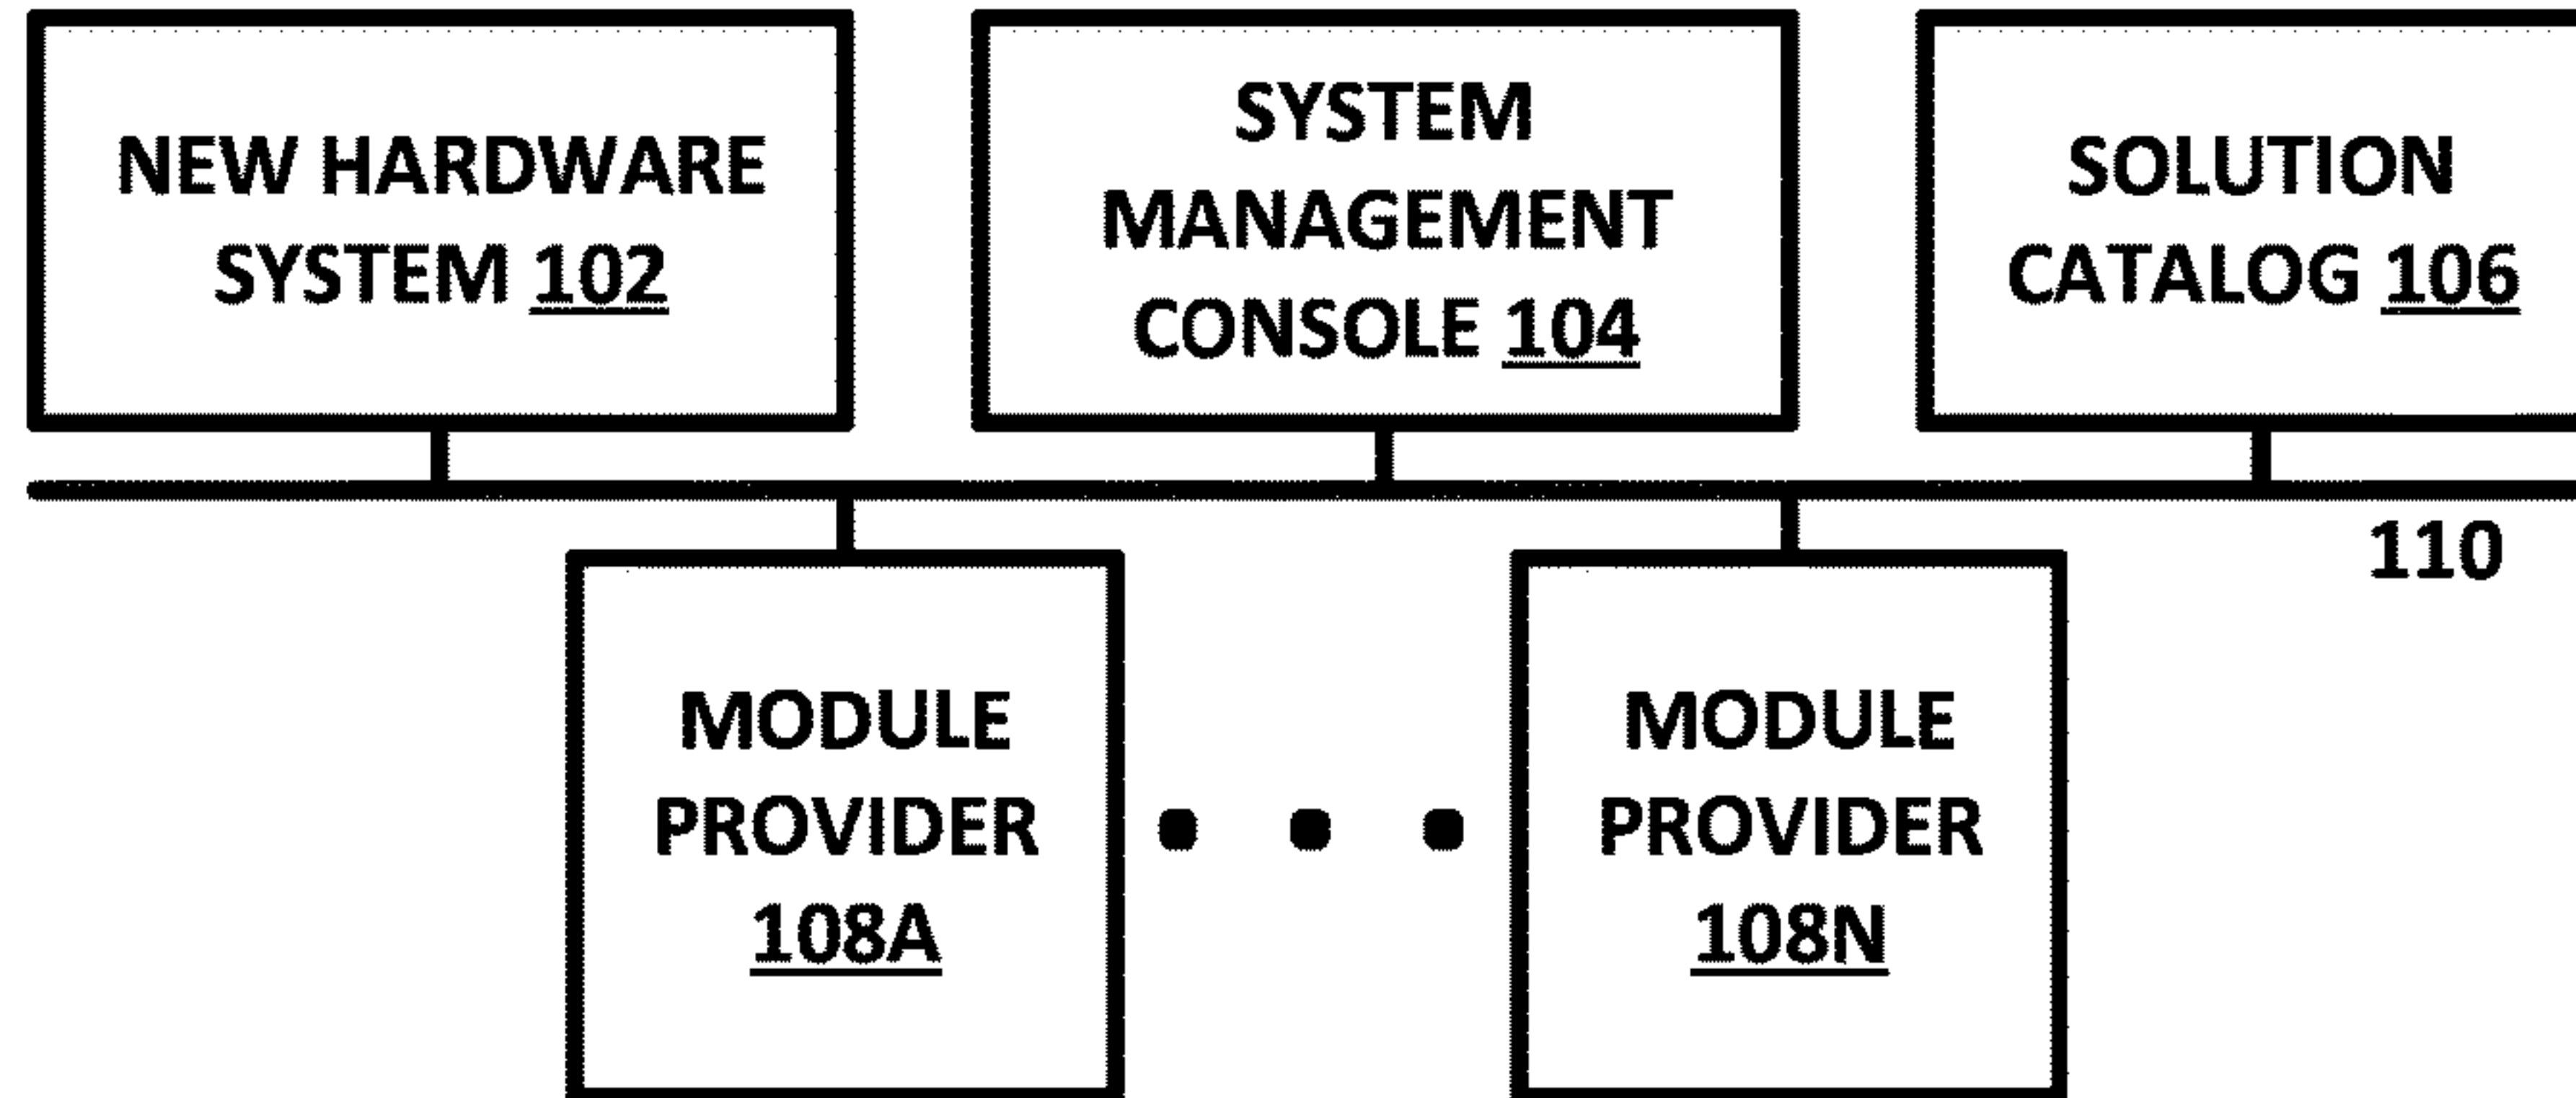 NEW HARDWARE
SYSTEM 102
SYSTEM
MANAGEMENT
CONSOLE 104
SOLUTION
CATALOG 106
110
MODULE
PROVIDER
108A
MODULE
PROVIDER
108N